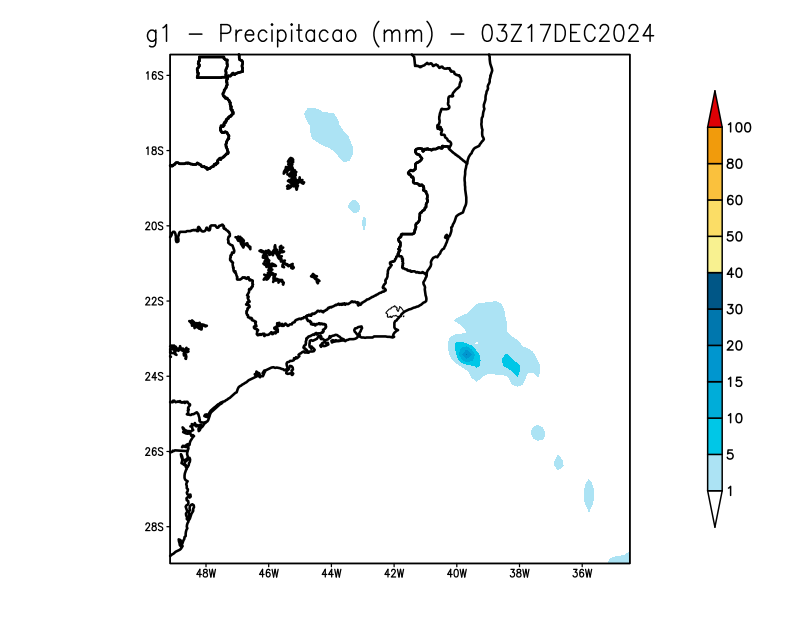 g1 – Precipitacao (mm) – 03Z17DEC2024
16S
18S
20S
22S
24S
26S
28S
48W 46W 44W 42W 40W 38W 36W
100
80
60
50
40
30
20
15
10
5
1